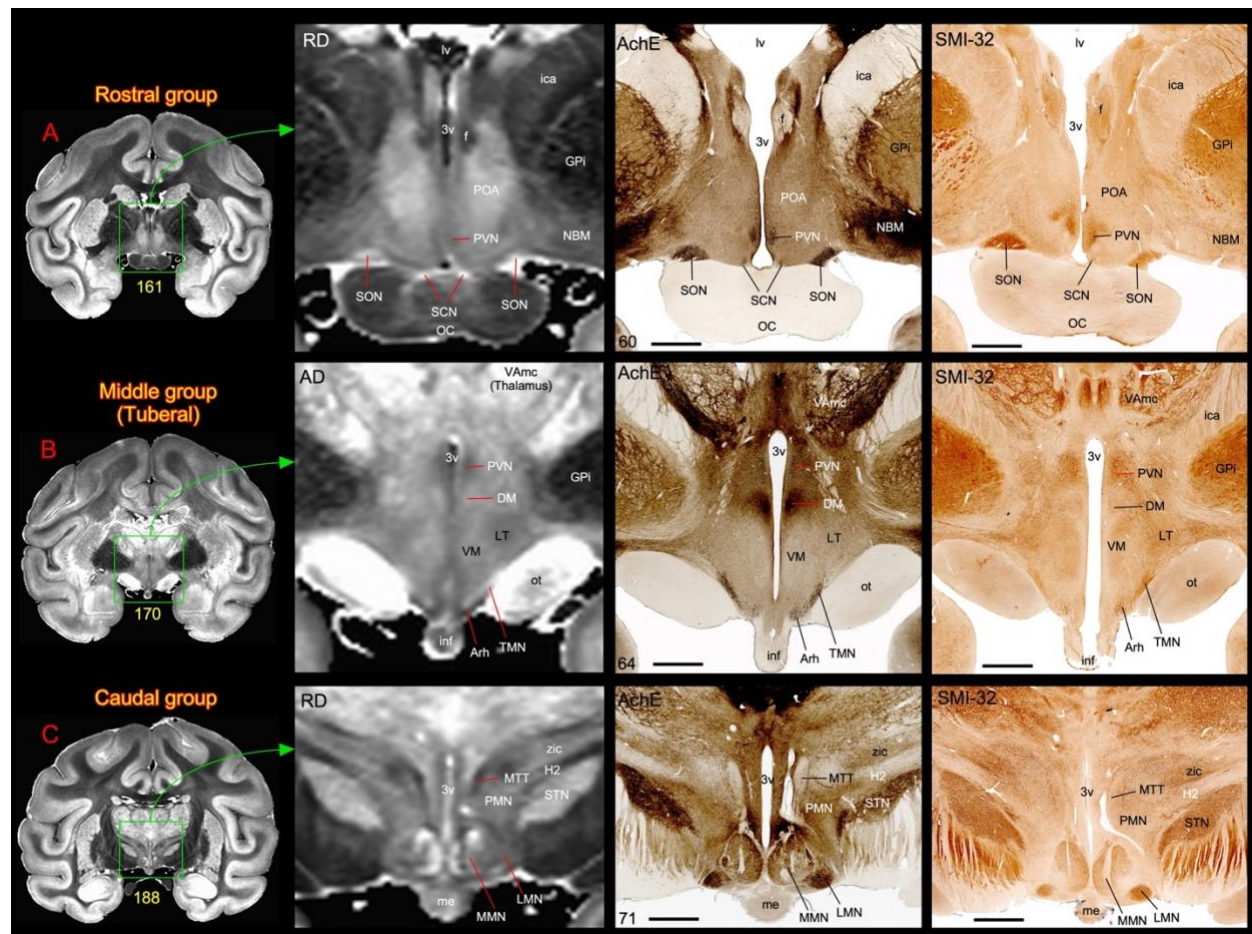 Rostral group
A
161
RD
lv
ica
3v
f
GPi
POA
PVN
NBM
SON
SCN
SON
OC
AchE
lv
ica
f
3v
GPi
POA
PVN
NBM
SON
SCN
SON
OC
60
SMI-32
lv
ica
f
3v
GPi
POA
PVN
NBM
SON
SCN
SON
OC
Middle group
(Tuberal)
B
170
AD
VAmc
(Thalamus)
3v
PVN
GPi
DM
LT
VM
ot
inf
Arh
TMN
AchE
VAmc
3v
PVN
DM
LT
VM
ot
64
inf
Arh
TMN
SMI-32
VAmc
ica
3v
PVN
GPi
DM
VM
LT
ot
Arh
TMN
inf
Caudal group
C
188
RD
zic
MTT
H2
3v
PMN
STN
me
MMN
LMN
AchE
zic
3v
MTT
H2
PMN
STN
71
me
MMN
LMN
SMI-32
zic
3v
MTT
H2
PMN
STN
me
MMN
LMN